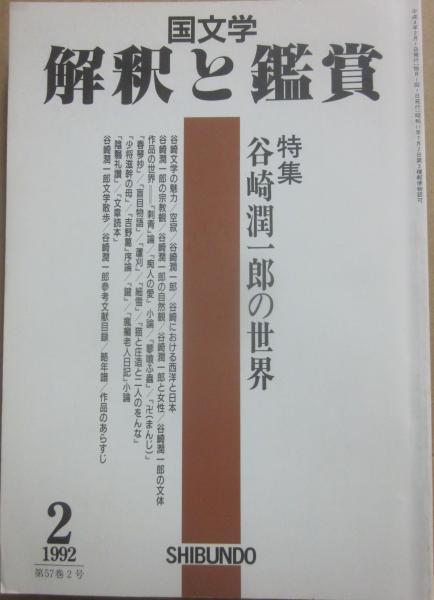 国文学
解釈と鑑賞
特集
谷崎潤一郎の世界
谷崎文学の魅力/空寂/谷崎潤一郎/谷崎における西洋と日本
谷崎潤一郎の宗教観/谷崎潤一郎の自然観/谷崎潤一郎と女性/谷崎潤一郎の文体
作品の世界──「刺青」論/「痴人の愛」小論/「蓼喰ふ蟲」/「卍(まんじ)」
「春琴抄」/「盲目物語」/「蘆刈」/「細雪」/「猫と庄造と二人のをんな」
「少将滋幹の母」/「吉野葛」序論/「鍵」/「瘋癲老人日記」小論
「陰翳礼讃」/「文章読本」
谷崎潤一郎文学散歩/谷崎潤一郎参考文献目録/略年譜/作品のあらすじ
2
1992
第57巻2号
SHIBUNDO